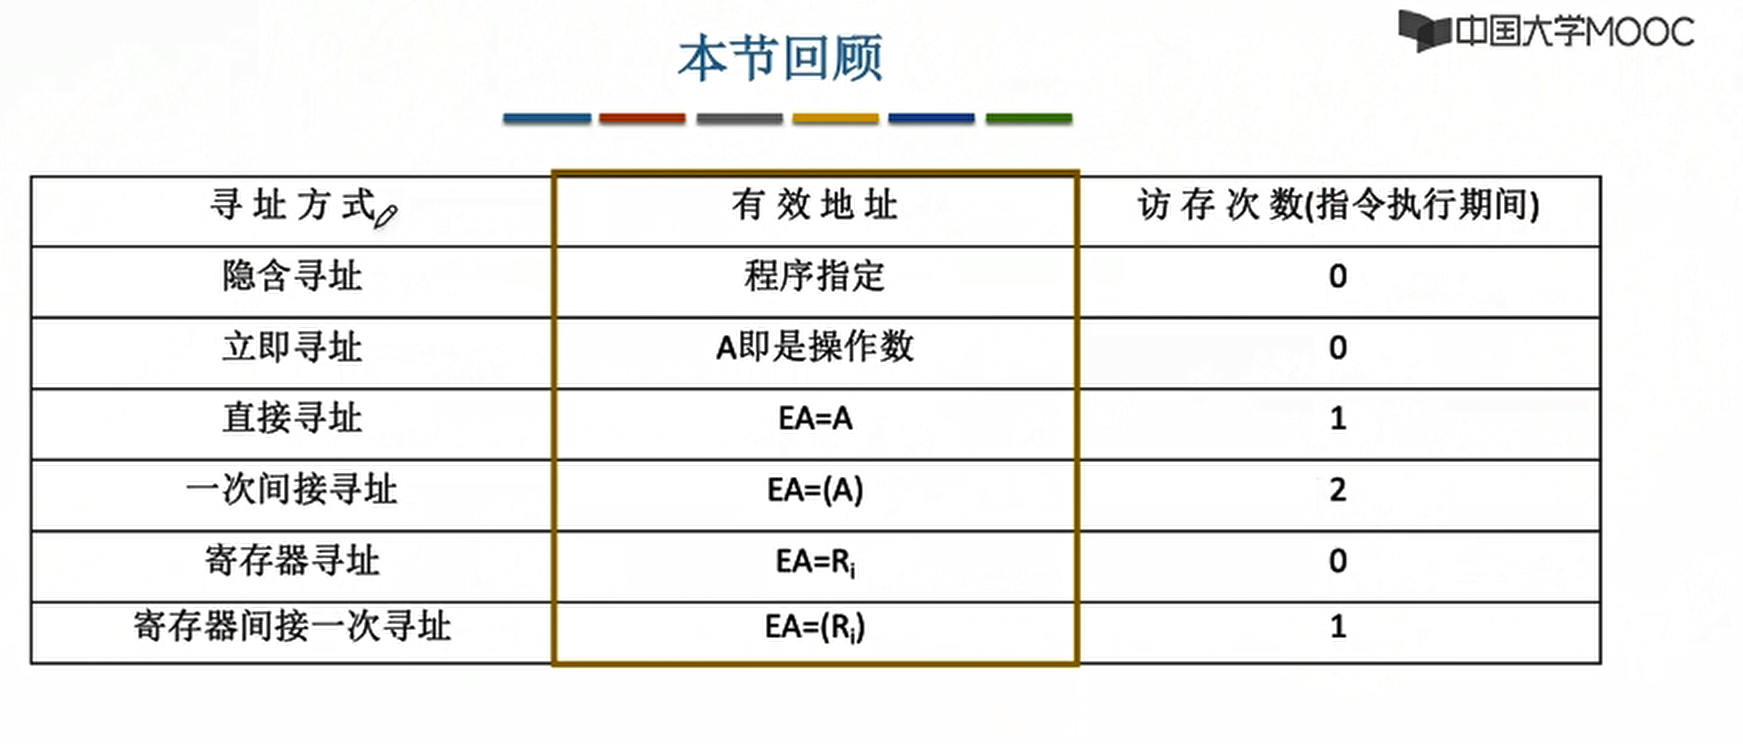 中国大学MOOC
本节回顾
寻址方式 有效地址 访存次数(指令执行期间)
隐含寻址 程序指定 0
立即寻址 A即是操作数 0
直接寻址 EA=A 1
一次间接寻址 EA=(A) 2
寄存器寻址 EA=Rᵢ 0
寄存器间接一次寻址 EA=(Rᵢ) 1